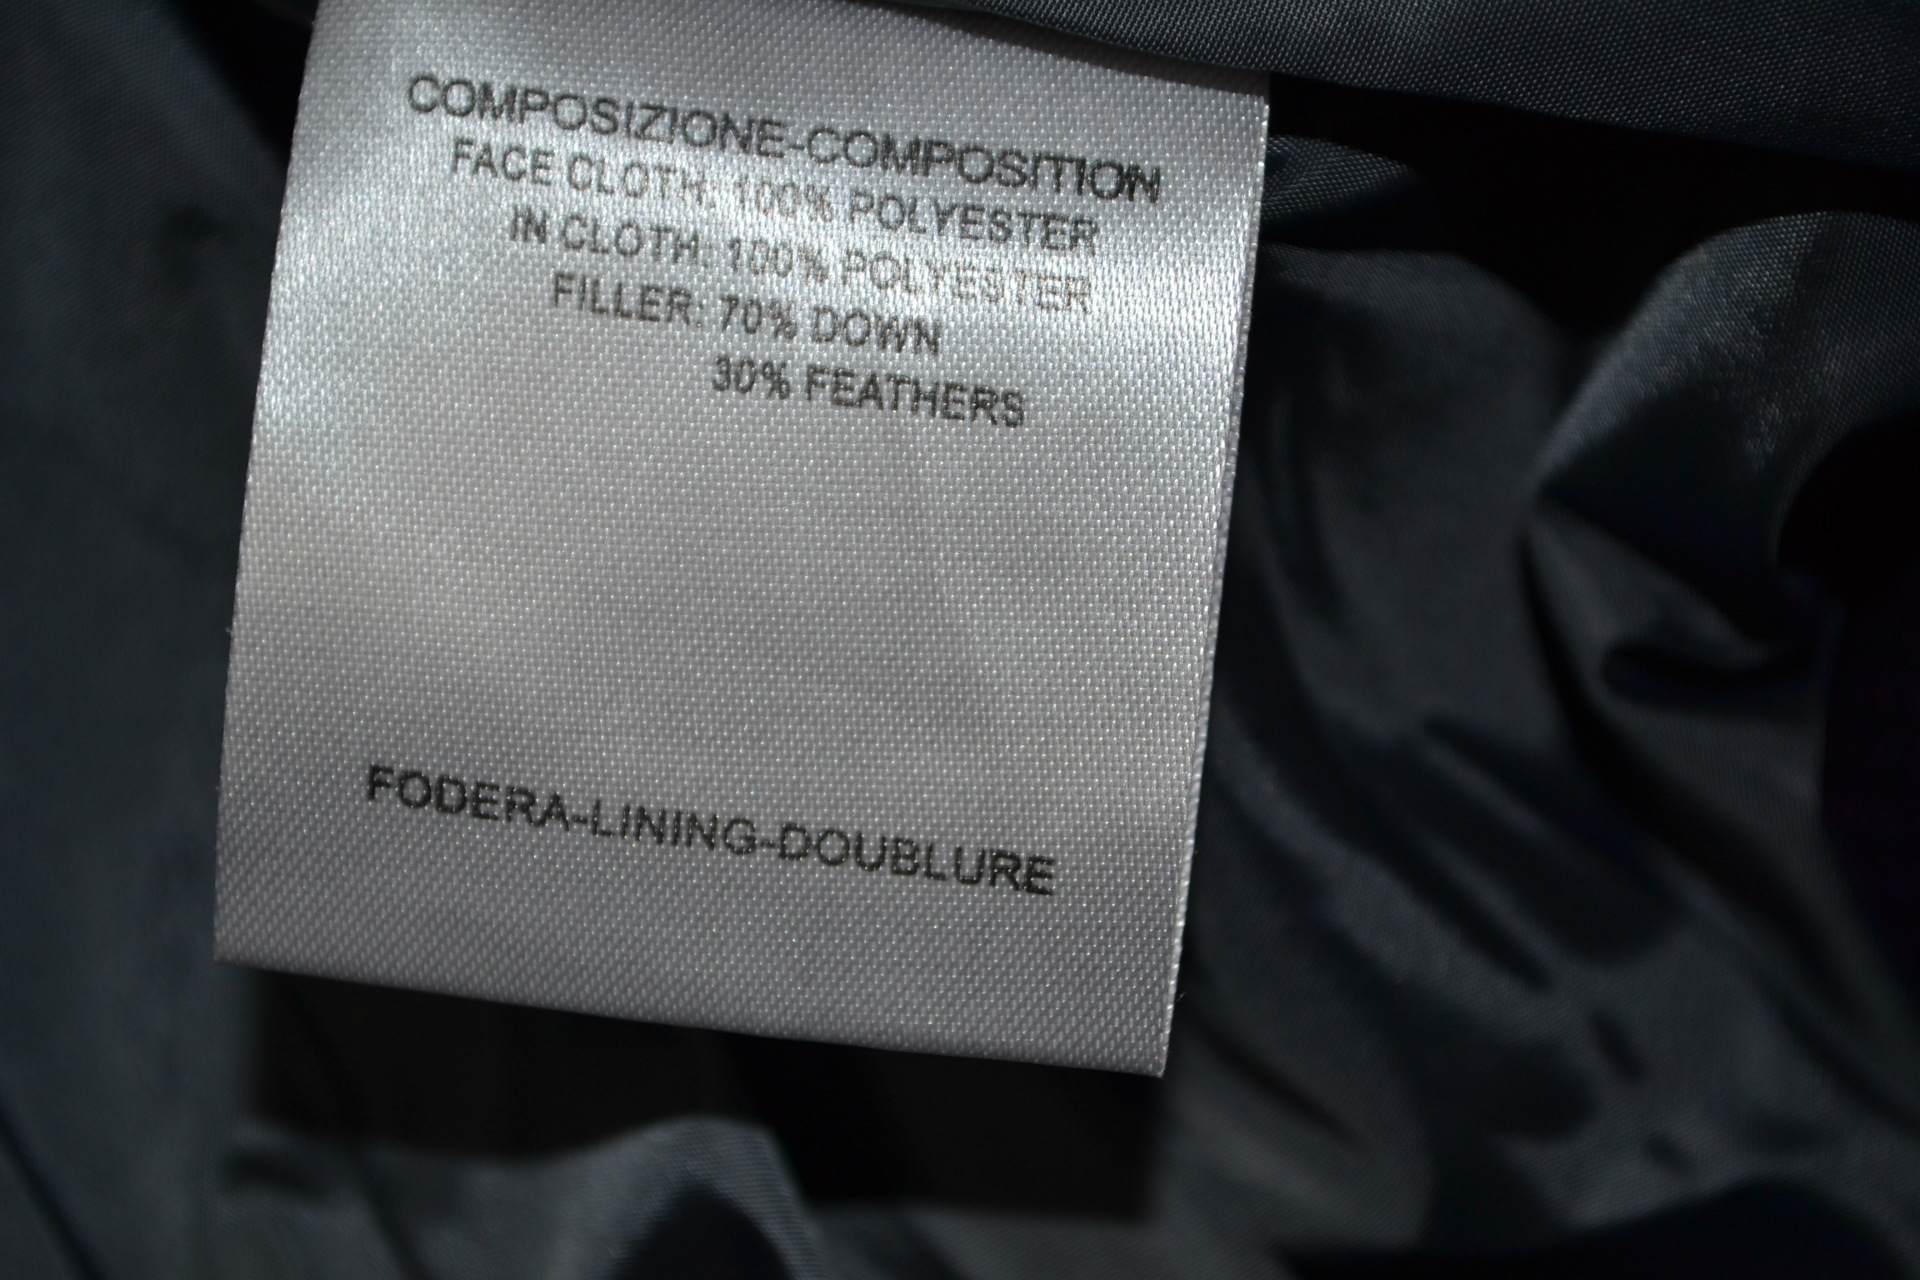 COMPOSIZIONE-COMPOSITION
FACE CLOTH: 100% POLYESTER
IN CLOTH: 100% POLYESTER
FILLER: 70% DOWN
30% FEATHERS
FODERA-LINING-DOUBLURE